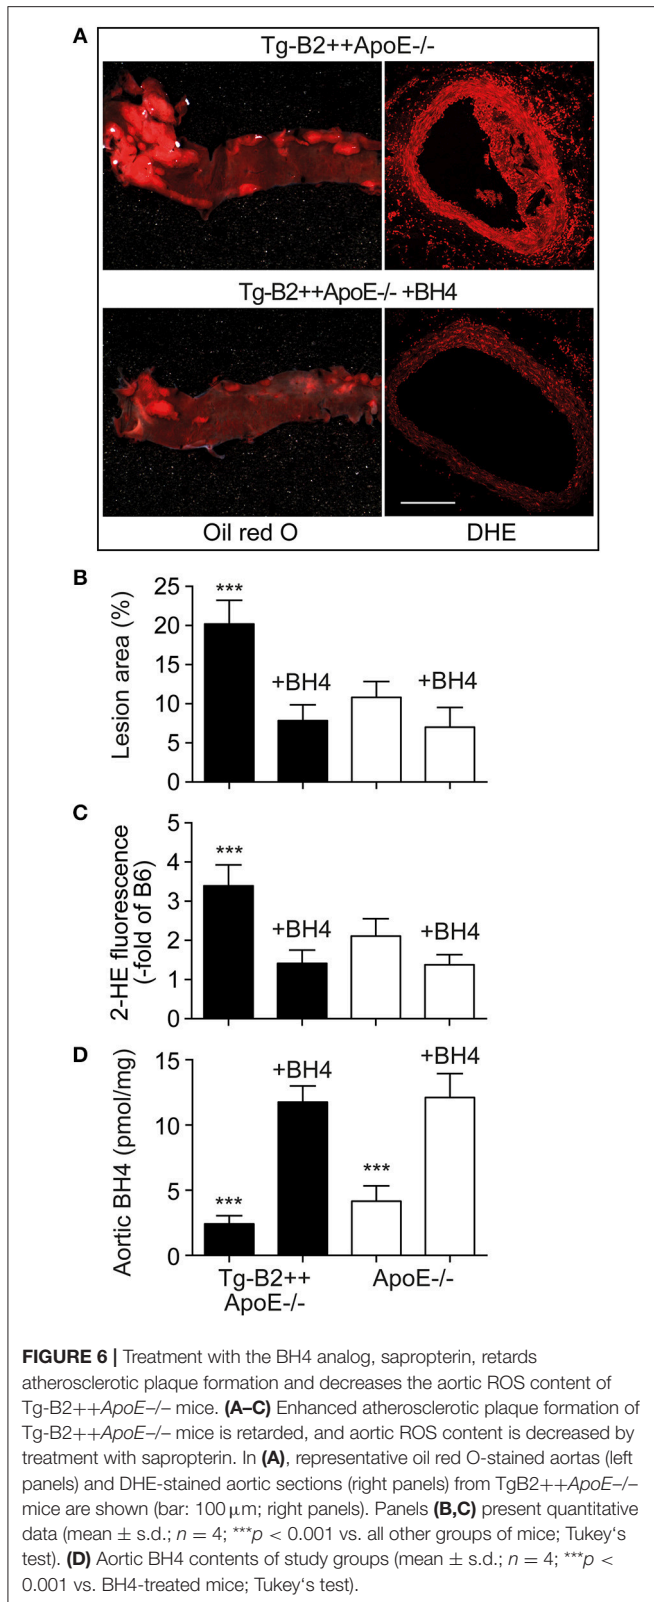 A
Tg-B2++ApoE-/-
Tg-B2++ApoE-/- +BH4
Oil red O
DHE
B
Lesion area (%)
25
20
15
10
5
0
***
+BH4
+BH4
C
2-HE fluorescence
(-fold of B6)
5
4
3
2
1
0
***
+BH4
+BH4
D
Aortic BH4 (pmol/mg)
15
10
5
0
***
+BH4
***
+BH4
Tg-B2++
ApoE-/-
ApoE-/-
FIGURE 6 | Treatment with the BH4 analog, sapropterin, retards
atherosclerotic plaque formation and decreases the aortic ROS content of
Tg-B2++ApoE–/– mice. (A–C) Enhanced atherosclerotic plaque formation of
Tg-B2++ApoE–/– mice is retarded, and aortic ROS content is decreased by
treatment with sapropterin. In (A), representative oil red O-stained aortas (left
panels) and DHE-stained aortic sections (right panels) from TgB2++ApoE–/–
mice are shown (bar: 100 μm; right panels). Panels (B,C) present quantitative
data (mean ± s.d.; n = 4; ***p < 0.001 vs. all other groups of mice; Tukey‘s
test). (D) Aortic BH4 contents of study groups (mean ± s.d.; n = 4; ***p <
0.001 vs. BH4-treated mice; Tukey‘s test).